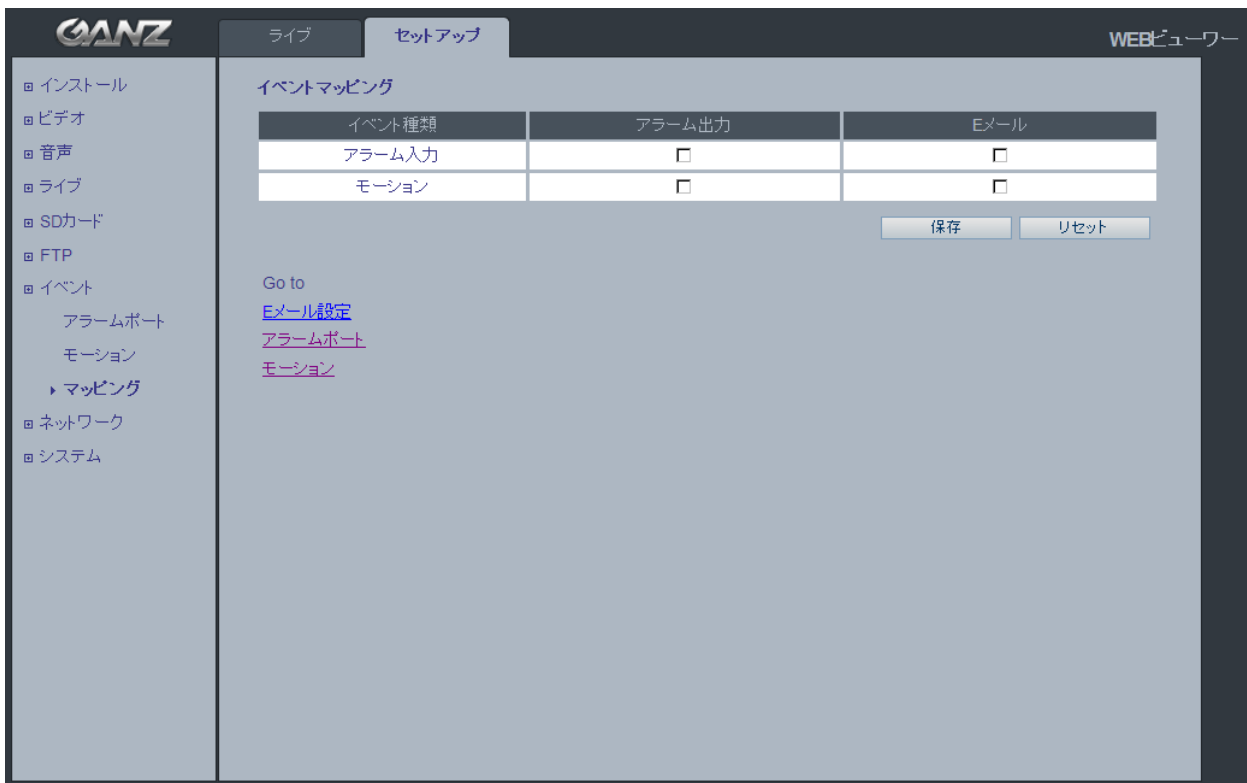 GANZ
ライブ
セットアップ
WEBビューワー
インストール
ビデオ
音声
ライブ
SDカード
FTP
イベント
アラームポート
モーション
マッピング
ネットワーク
システム
イベントマッピング
イベント種類 アラーム出力 Eメール
アラーム入力
モーション
保存 リセット
Go to
Eメール設定
アラームポート
モーション